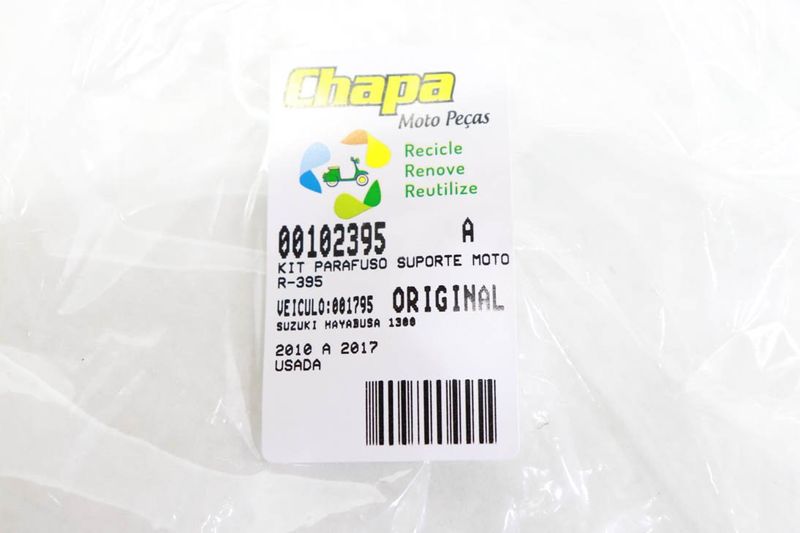 Chapa
Moto Peças
Recicle
Renove
Reutilize
00102395 A
KIT PARAFUSO SUPORTE MOTO
R-395
VEICULO:001795 ORIGINAL
SUZUKI HAYABUSA 1300
2010 A 2017
USADA